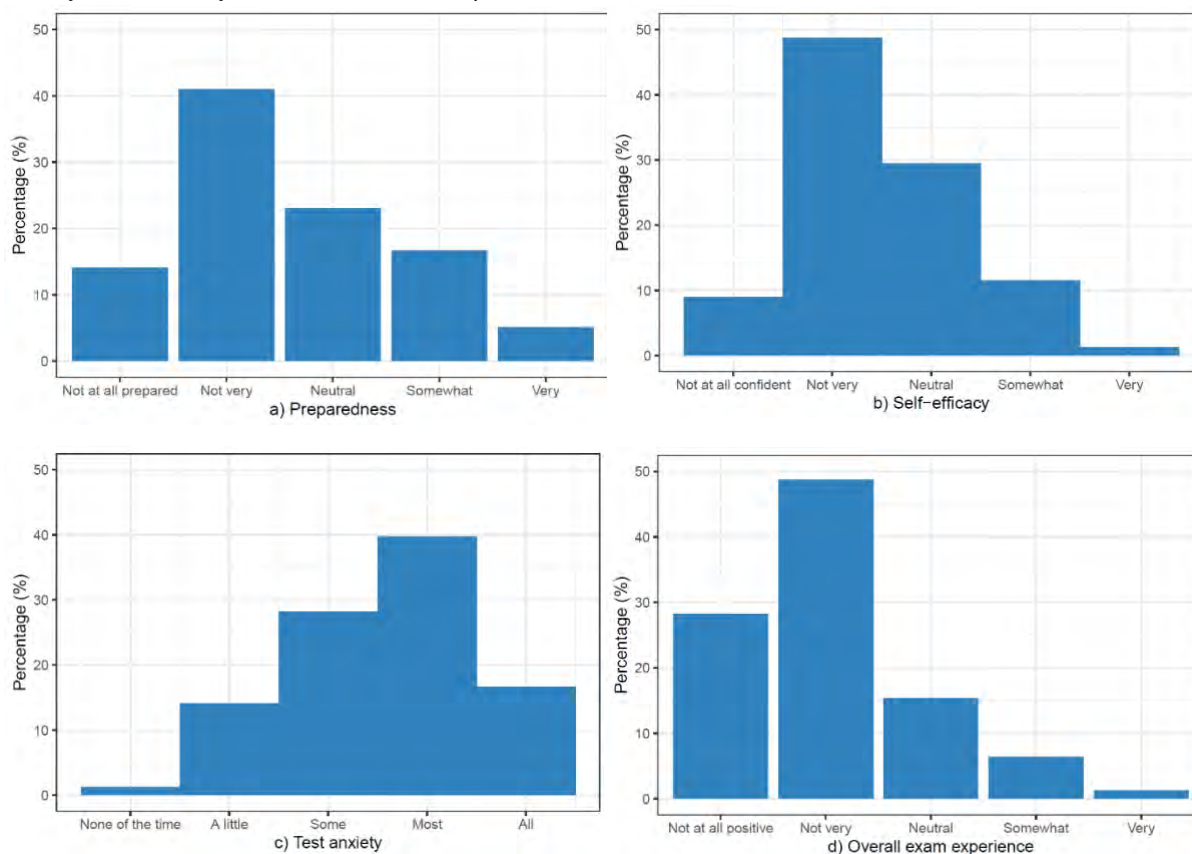 50
40
30
20
10
0
Percentage (%)
Not at all prepared Not very Neutral Somewhat Very
a) Preparedness
50
40
30
20
10
0
Percentage (%)
Not at all confident Not very Neutral Somewhat Very
b) Self-efficacy
50
40
30
20
10
0
Percentage (%)
None of the time A little Some Most All
c) Test anxiety
50
40
30
20
10
0
Percentage (%)
Not at all positive Not very Neutral Somewhat Very
d) Overall exam experience